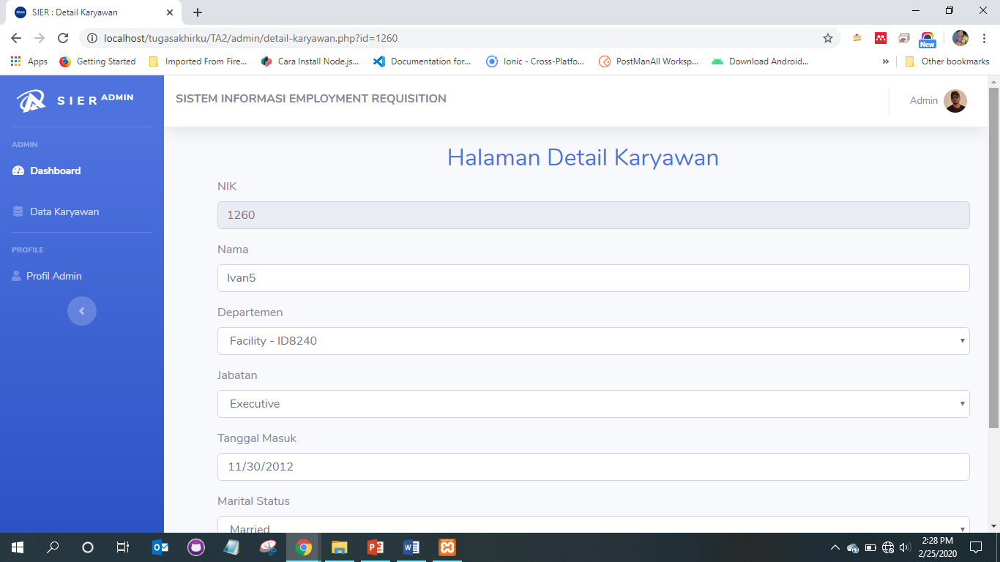 SIER : Detail Karyawan
localhost/tugasakhirku/TA2/admin/detail-karyawan.php?id=1260
New
Apps Getting Started Imported From Fire... Cara Install Node.js... Documentation for... Ionic - Cross-Platfo... PostManAll Worksp... Download Android... » Other bookmarks
SIER ADMIN
SISTEM INFORMASI EMPLOYMENT REQUISITION
Admin
ADMIN
Dashboard
Data Karyawan
PROFILE
Profil Admin
Halaman Detail Karyawan
NIK
1260
Nama
Ivan5
Departemen
Facility - ID8240
Jabatan
Executive
Tanggal Masuk
11/30/2012
Marital Status
Married
2:28 PM
2/25/2020